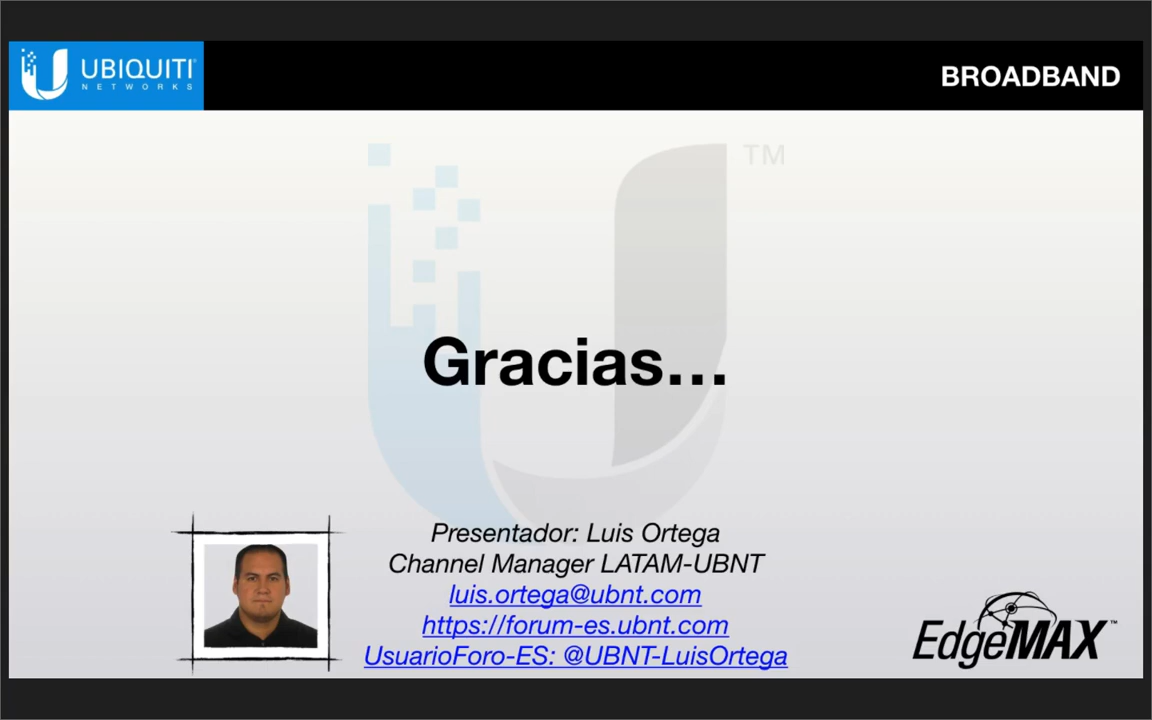 UBIQUITI
NETWORKS
BROADBAND
TM
Gracias...
Presentador: Luis Ortega
Channel Manager LATAM-UBNT
luis.ortega@ubnt.com
https://forum-es.ubnt.com
UsuarioForo-ES: @UBNT-LuisOrtega
EdgeMAX™